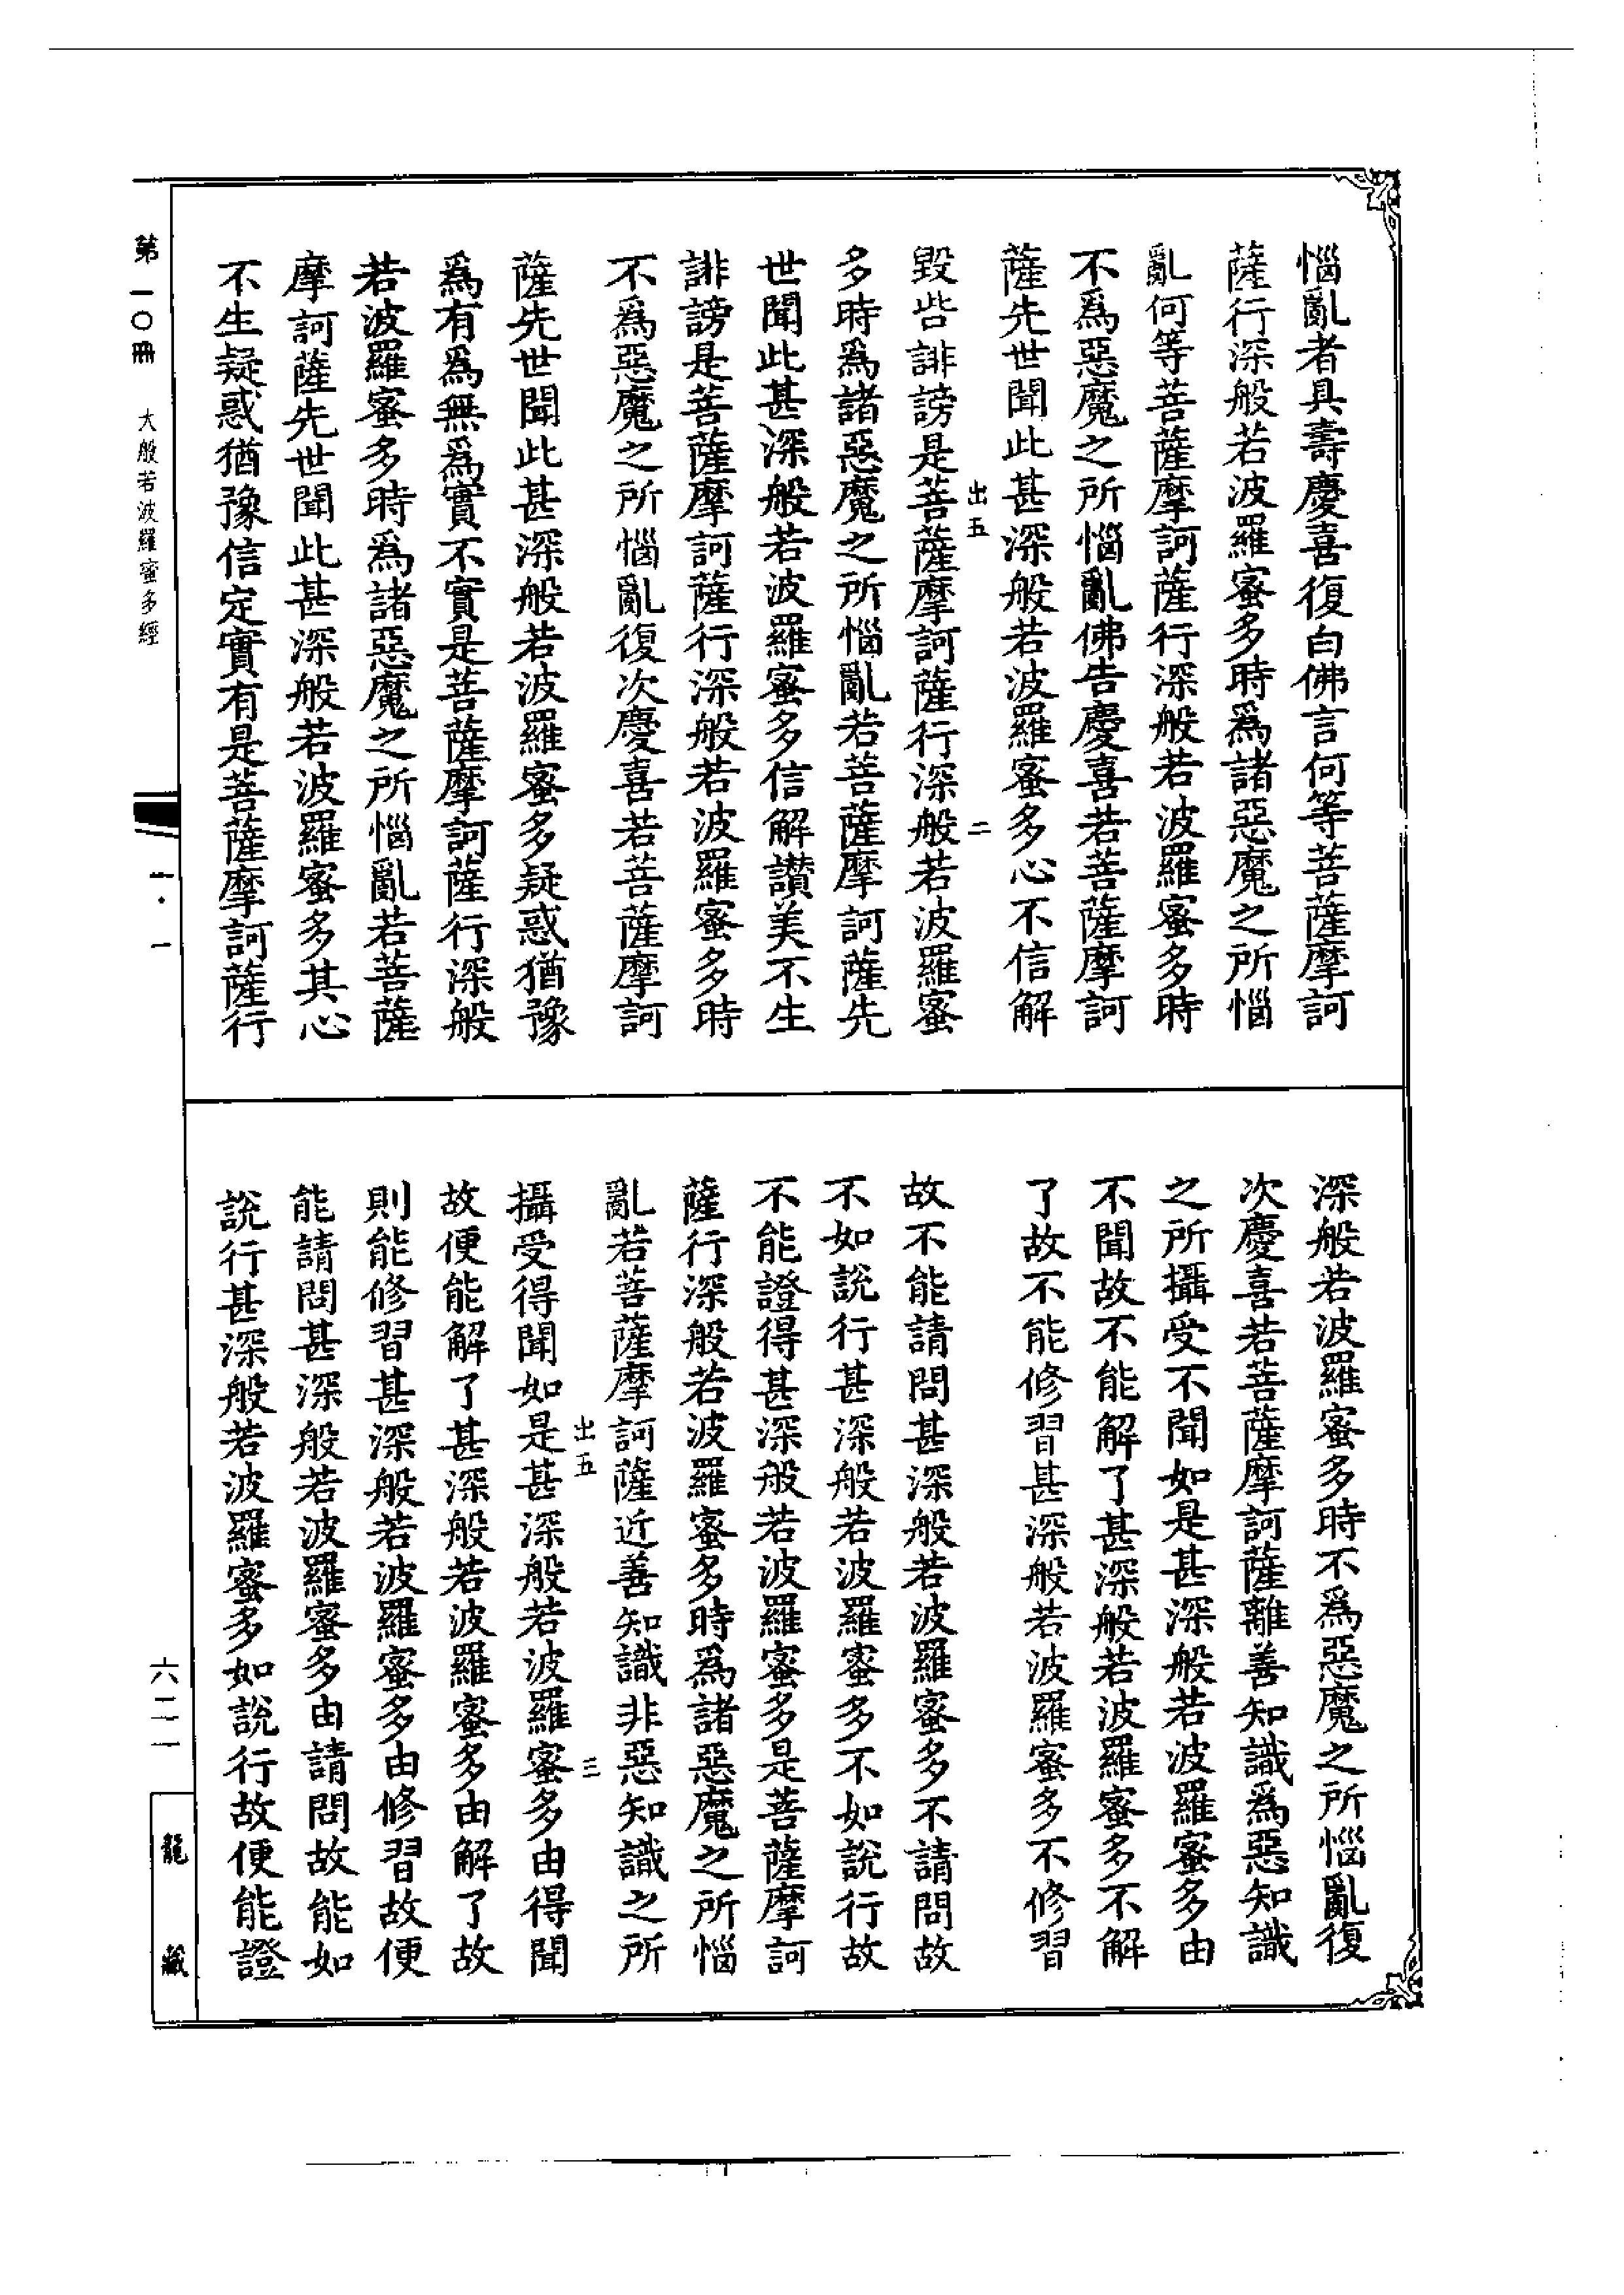 惱亂者具壽慶喜復白佛言何等菩薩摩訶
薩行深般若波羅蜜多時爲諸惡魔之所惱
亂何等菩薩摩訶薩行深般若波羅蜜多時
不爲惡魔之所惱亂佛告慶喜若菩薩摩訶
薩先世聞此甚深般若波羅蜜多心不信解
出五 二
毀呰誹謗是菩薩摩訶薩行深般若波羅蜜
多時爲諸惡魔之所惱亂若菩薩摩訶薩先
世聞此甚深般若波羅蜜多信解讚美不生
誹謗是菩薩摩訶薩行深般若波羅蜜多時
不爲惡魔之所惱亂復次慶喜若菩薩摩訶
薩先世聞此甚深般若波羅蜜多疑惑猶豫
爲有爲無爲實不實是菩薩摩訶薩行深般
若波羅蜜多時爲諸惡魔之所惱亂若菩薩
摩訶薩先世聞此甚深般若波羅蜜多其心
不生疑惑猶豫信定實有是菩薩摩訶薩行
深般若波羅蜜多時不爲惡魔之所惱亂復
次慶喜若菩薩摩訶薩離善知識爲惡知識
之所攝受不聞如是甚深般若波羅蜜多由
不聞故不能解了甚深般若波羅蜜多不解
了故不能修習甚深般若波羅蜜多不修習
故不能請問甚深般若波羅蜜多不請問故
不如說行甚深般若波羅蜜多不如說行故
不能證得甚深般若波羅蜜多是菩薩摩訶
薩行深般若波羅蜜多時爲諸惡魔之所惱
亂若菩薩摩訶薩近善知識非惡知識之所
出五 三
攝受得聞如是甚深般若波羅蜜多由得聞
故便能解了甚深般若波羅蜜多由解了故
則能修習甚深般若波羅蜜多由修習故便
能請問甚深般若波羅蜜多由請問故能如
說行甚深般若波羅蜜多如說行故便能證
第一〇冊 大般若波羅蜜多經 一·一 六二一 龍藏